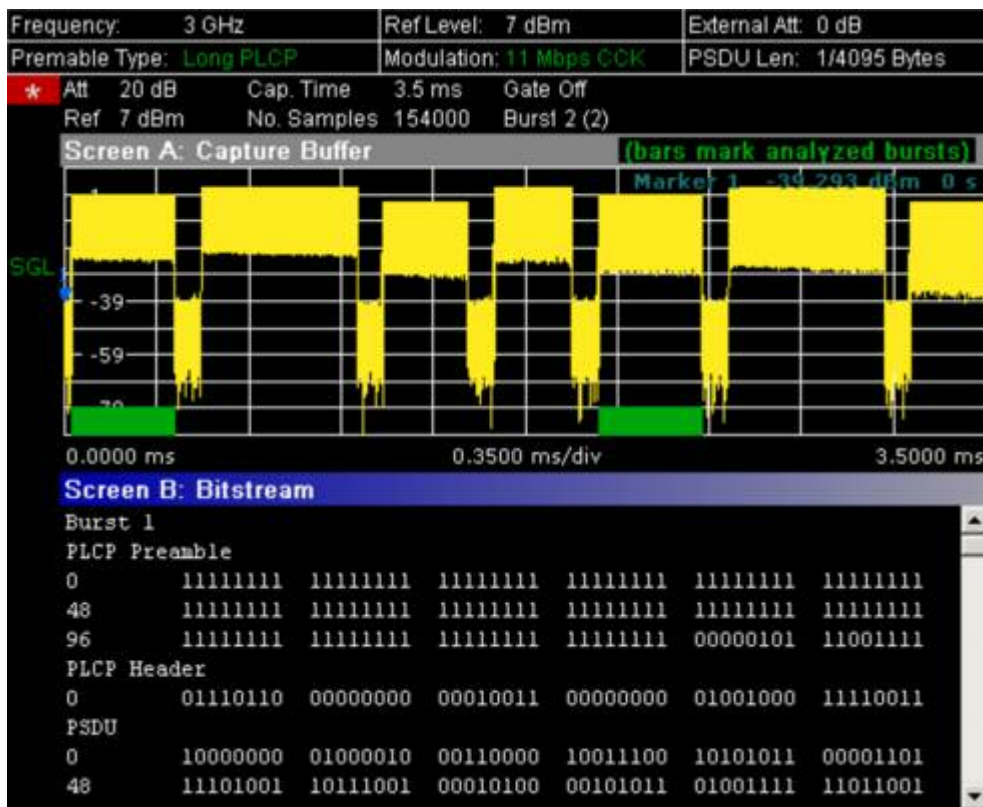 Frequency: 3 GHz Ref Level: 7 dBm External Att: 0 dB
Premable Type: Long PLCP Modulation: 11 Mbps CCK PSDU Len: 1/4095 Bytes
* Att 20 dB Cap. Time 3.5 ms Gate Off
Ref 7 dBm No. Samples 154000 Burst 2 (2)
Screen A: Capture Buffer (bars mark analyzed bursts)
Marker 1 -39.293 dBm 0 s
SGL
-39
-59
-79
0.0000 ms 0.3500 ms/div 3.5000 ms
Screen B: Bitstream
Burst 1
PLCP Preamble
0 11111111 11111111 11111111 11111111 11111111 11111111
48 11111111 11111111 11111111 11111111 11111111 11111111
96 11111111 11111111 11111111 11111111 00000101 11001111
PLCP Header
0 01110110 00000000 00010011 00000000 01001000 11110011
PSDU
0 10000000 01000010 00110000 10011100 10101011 00001101
48 11101001 10111001 00010100 00101011 01001111 11011001